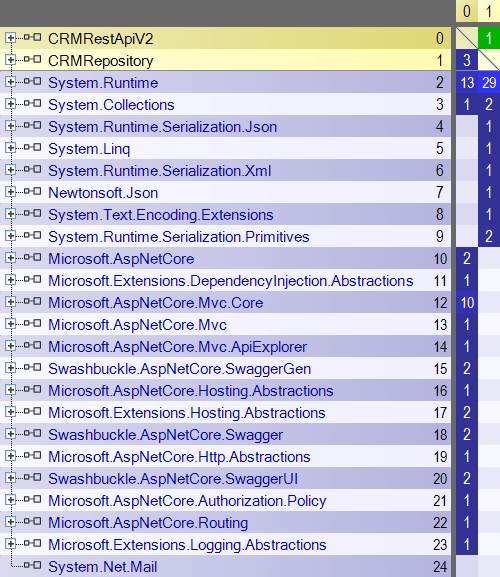 0 1
CRMRestApiV2 0 1
CRMRepository 1 3
System.Runtime 2 13 29
System.Collections 3 1 2
System.Runtime.Serialization.Json 4 1
System.Linq 5 1
System.Runtime.Serialization.Xml 6 1
Newtonsoft.Json 7 1
System.Text.Encoding.Extensions 8 1
System.Runtime.Serialization.Primitives 9 2
Microsoft.AspNetCore 10 2
Microsoft.Extensions.DependencyInjection.Abstractions 11 1
Microsoft.AspNetCore.Mvc.Core 12 10
Microsoft.AspNetCore.Mvc 13 1
Microsoft.AspNetCore.Mvc.ApiExplorer 14 1
Swashbuckle.AspNetCore.SwaggerGen 15 2
Microsoft.AspNetCore.Hosting.Abstractions 16 1
Microsoft.Extensions.Hosting.Abstractions 17 2
Swashbuckle.AspNetCore.Swagger 18 2
Microsoft.AspNetCore.Http.Abstractions 19 1
Swashbuckle.AspNetCore.SwaggerUI 20 2
Microsoft.AspNetCore.Authorization.Policy 21 1
Microsoft.AspNetCore.Routing 22 1
Microsoft.Extensions.Logging.Abstractions 23 1
System.Net.Mail 24